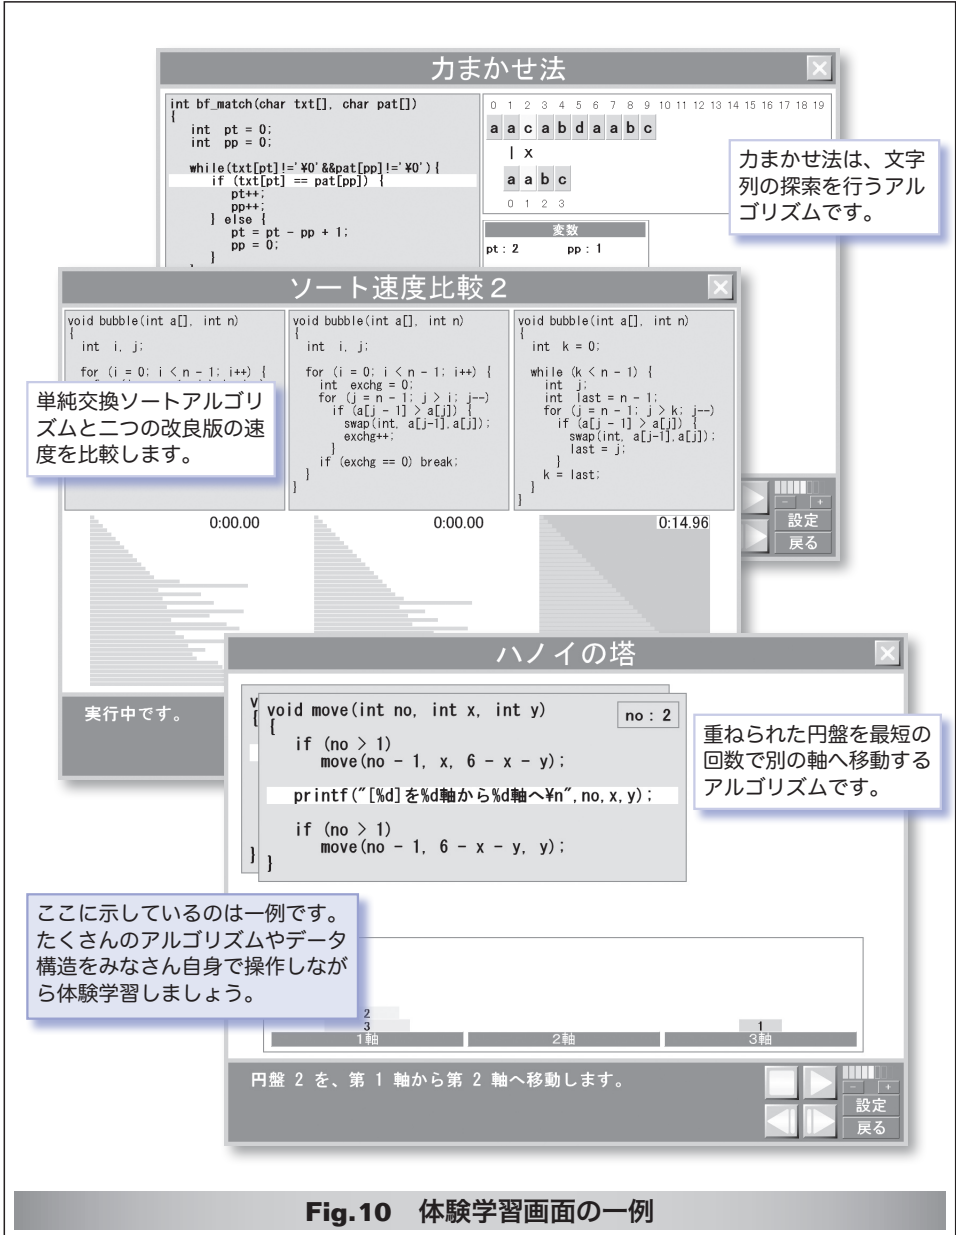 力まかせ法
int bf_match(char txt[], char pat[])
{
int pt = 0;
int pp = 0;
while(txt[pt]!='¥0'&&pat[pp]!='¥0'){
if (txt[pt] == pat[pp]) {
pt++;
pp++;
} else {
pt = pt - pp + 1;
pp = 0;
}
0 1 2 3 4 5 6 7 8 9 10 11 12 13 14 15 16 17 18 19
a a c a b d a a b c
| x
a a b c
0 1 2 3
変数
pt : 2 pp : 1
力まかせ法は、文字
列の探索を行うアル
ゴリズムです。
ソート速度比較2
void bubble(int a[], int n)
{
int i, j;
for (i = 0; i < n - 1; i++) {
単純交換ソートアルゴリ
ズムと二つの改良版の速
度を比較します。
void bubble(int a[], int n)
{
int i, j;
for (i = 0; i < n - 1; i++) {
int exchg = 0;
for (j = n - 1; j > i; j--)
if (a[j - 1] > a[j]) {
swap(int, a[j-1],a[j]);
exchg++;
}
if (exchg == 0) break;
}
}
void bubble(int a[], int n)
{
int k = 0;
while (k < n - 1) {
int j;
int last = n - 1;
for (j = n - 1; j > k; j--)
if (a[j - 1] > a[j]) {
swap(int, a[j-1],a[j]);
last = j;
}
k = last;
}
}
- +
設定
戻る
0:00.00 0:00.00 0:14.96
実行中です。
ハノイの塔
void move(int no, int x, int y)
no : 2
{
if (no > 1)
move(no - 1, x, 6 - x - y);
printf("[%d]を%d軸から%d軸へ¥n",no,x,y);
if (no > 1)
move(no - 1, 6 - x - y, y);
}
重ねられた円盤を最短の
回数で別の軸へ移動する
アルゴリズムです。
ここに示しているのは一例です。
たくさんのアルゴリズムやデータ
構造をみなさん自身で操作しなが
ら体験学習しましょう。
2
3 1
1軸 2軸 3軸
円盤 2 を、第 1 軸から第 2 軸へ移動します。
- +
設定
戻る
Fig.10 体験学習画面の一例